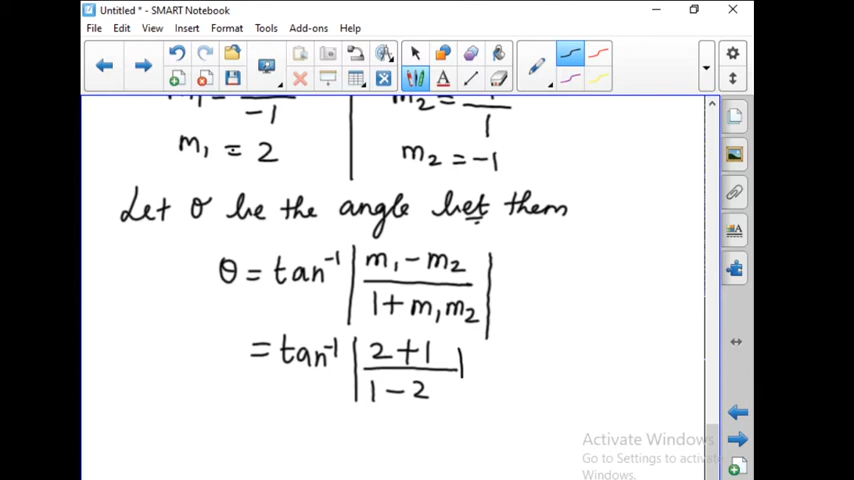 Untitled * - SMART Notebook
File Edit View Insert Format Tools Add-ons Help
-1
1
m₁ = 2
m₂ = -1
Let θ be the angle bet them
θ = tan⁻¹ | m₁ - m₂ / 1 + m₁m₂ |
= tan⁻¹ | 2 + 1 / 1 - 2 |
Activate Windows
Go to Settings to activate
Windows.